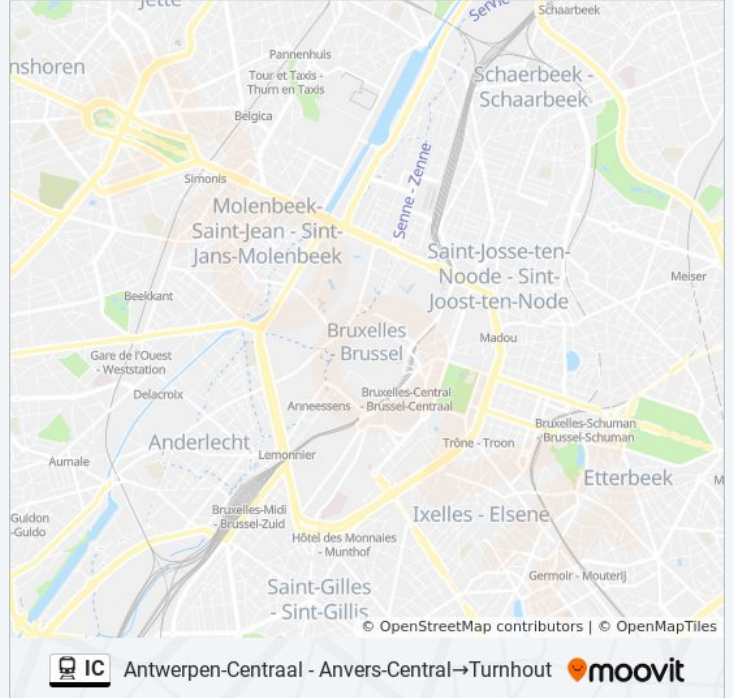 Jette
Servi
Schaarbeek
Pannenhuis
nshoren
Tour et Taxis -
Thurn en Taxis
Schaerbeek -
Schaarbeek
Belgica
Senne - Zenne
Simonis
Molenbeek-
Saint-Jean - Sint-
Jans-Molenbeek
Saint-Josse-ten-
Noode - Sint-
Joost-ten-Node
Meiser
Beekkant
Bruxelles
- Brussel
Madou
Gare de l'Ouest
- Weststation
Delacroix
Bruxelles-Central
- Brussel-Centraal
Anneessens
Bruxelles-Schuman
- Brussel-Schuman
Anderlecht
Trône - Troon
Lemonnier
Aumale
Etterbeek
M
Bruxelles-Midi
- Brussel-Zuid
Ixelles - Elsene
Guidon
-Guido
Hôtel des Monnaies
- Munthof
Germoir - Mouterij
Saint-Gilles
- Sint-Gillis
© OpenStreetMap contributors | © OpenMapTiles
IC Antwerpen-Centraal - Anvers-Central→Turnhout moovit